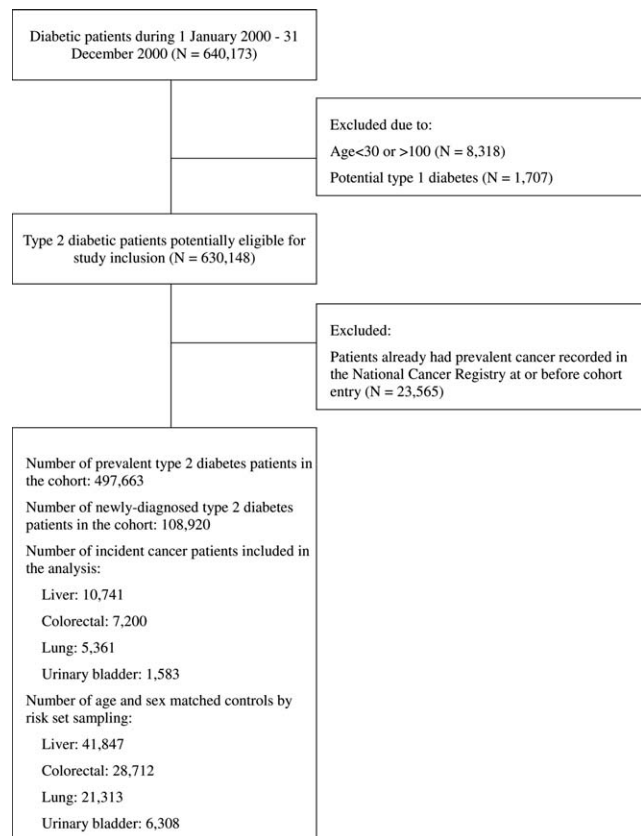 Diabetic patients during 1 January 2000 - 31
December 2000 (N = 640,173)
Excluded due to:
Age<30 or >100 (N = 8,318)
Potential type 1 diabetes (N = 1,707)
Type 2 diabetic patients potentially eligible for
study inclusion (N = 630,148)
Excluded:
Patients already had prevalent cancer recorded in
the National Cancer Registry at or before cohort
entry (N = 23,565)
Number of prevalent type 2 diabetes patients in
the cohort: 497,663
Number of newly-diagnosed type 2 diabetes
patients in the cohort: 108,920
Number of incident cancer patients included in
the analysis:
Liver: 10,741
Colorectal: 7,200
Lung: 5,361
Urinary bladder: 1,583
Number of age and sex matched controls by
risk set sampling:
Liver: 41,847
Colorectal: 28,712
Lung: 21,313
Urinary bladder: 6,308